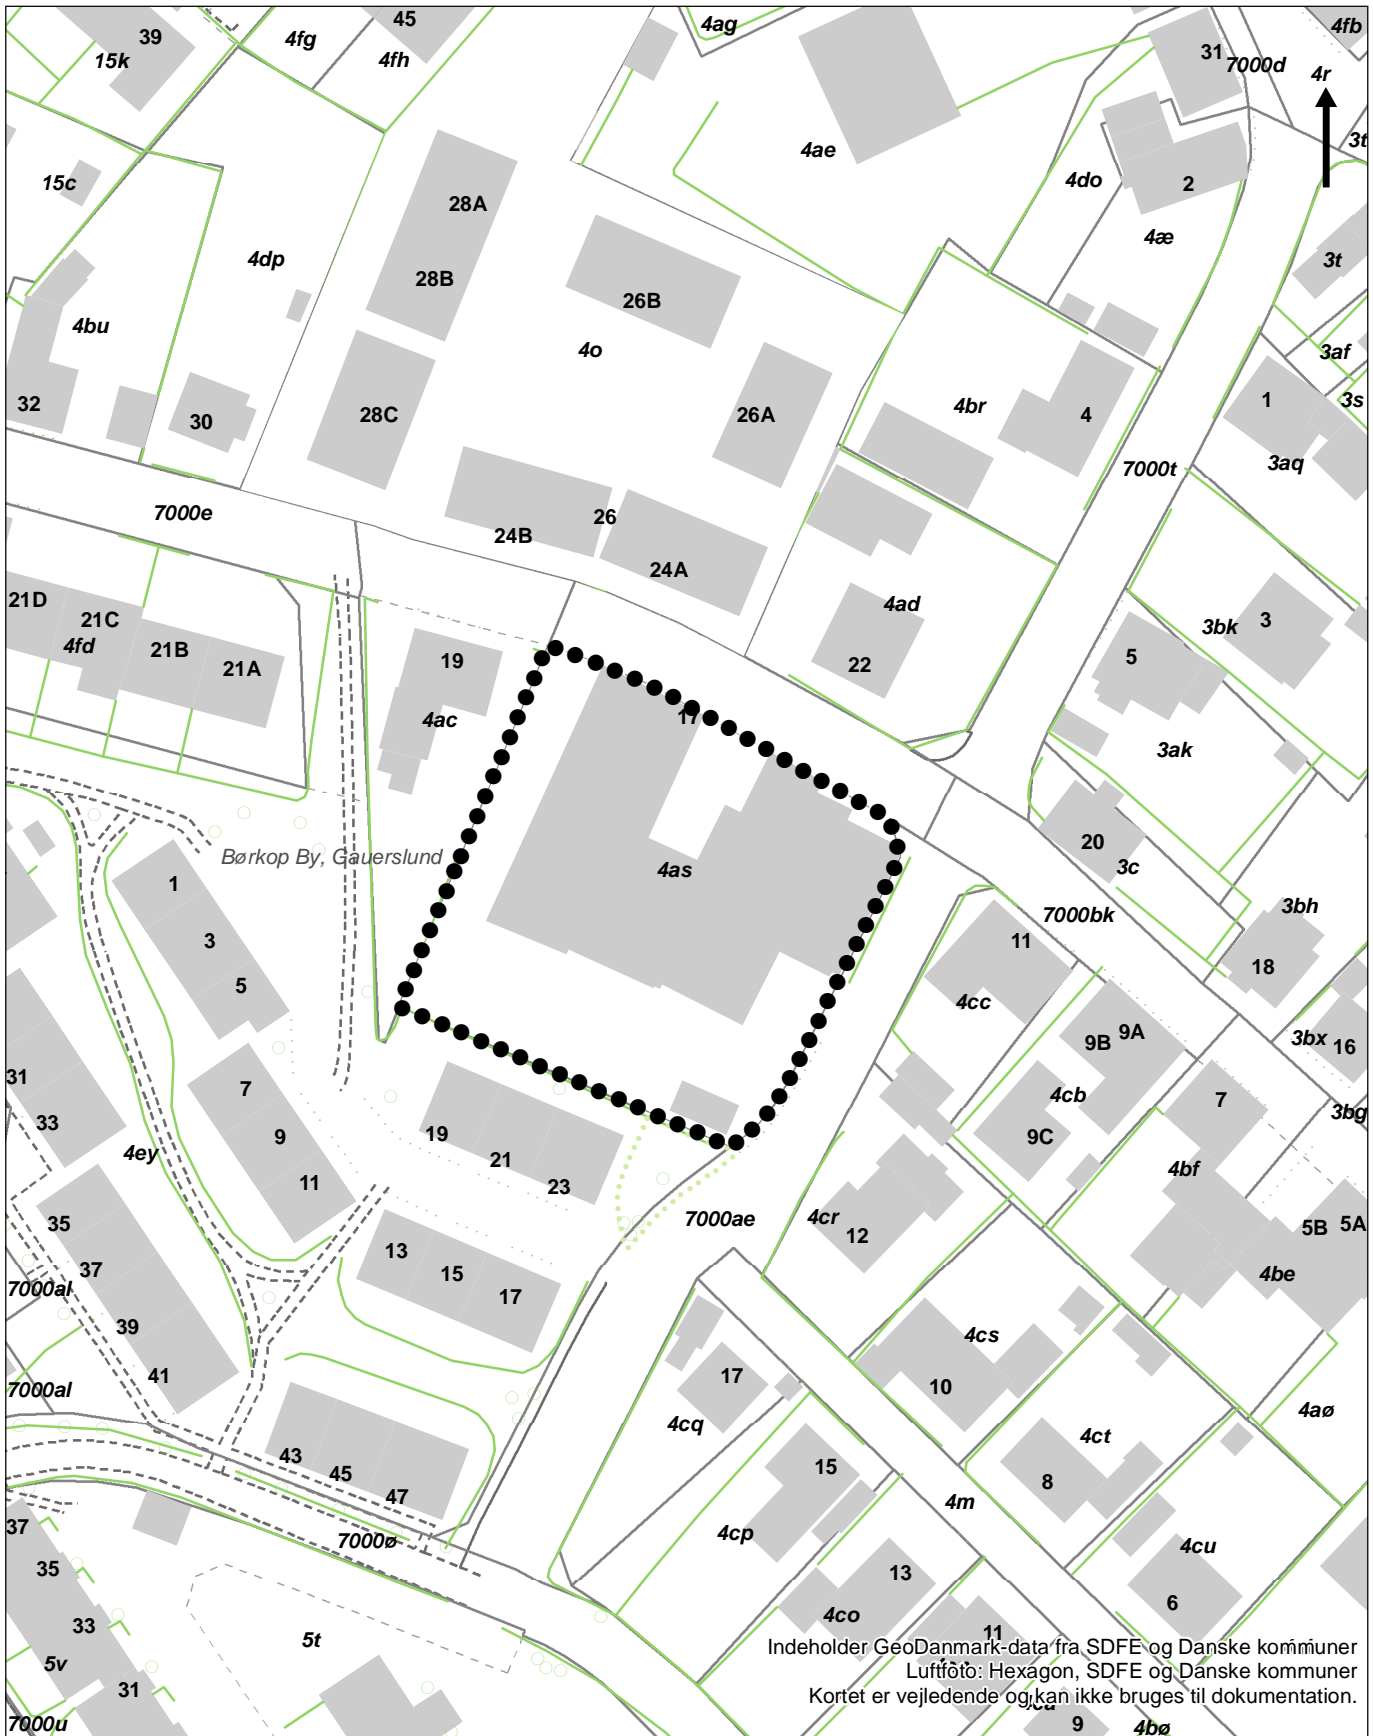 39
15k
4fg
45
4fh
4ag
31
7000d
4fb
4r
3t
15c
4dp
28A
28B
4ae
4do
2
4æ
3t
4bu
26B
4o
3af
32
30
28C
26A
4br
4
1
3s
3aq
7000t
7000e
24B
26
24A
21D
21C
4fd
21B
21A
19
4ac
4ad
22
3bk
3
5
17
3ak
Børkop By, Gauerslund
4as
20
3c
1
3
5
7000bk
3bh
11
18
4cc
9A
9B
3bx
16
31
33
7
9
11
4ey
19
21
23
4cb
9C
7
3bg
4bf
35
37
39
41
7000al
7000al
13
15
17
7000ae
4cr
12
5B
5A
4be
4cs
10
17
4cq
4aø
4ct
8
15
43
45
47
4m
4cp
7000ø
37
35
33
5v
31
5t
4cu
6
13
4co
11
Indeholder GeoDanmark-data fra SDFE og Danske kommuner
Luftfoto: Hexagon, SDFE og Danske kommuner
Kortet er vejledende og kan ikke bruges til dokumentation.
7000u
9
4bø